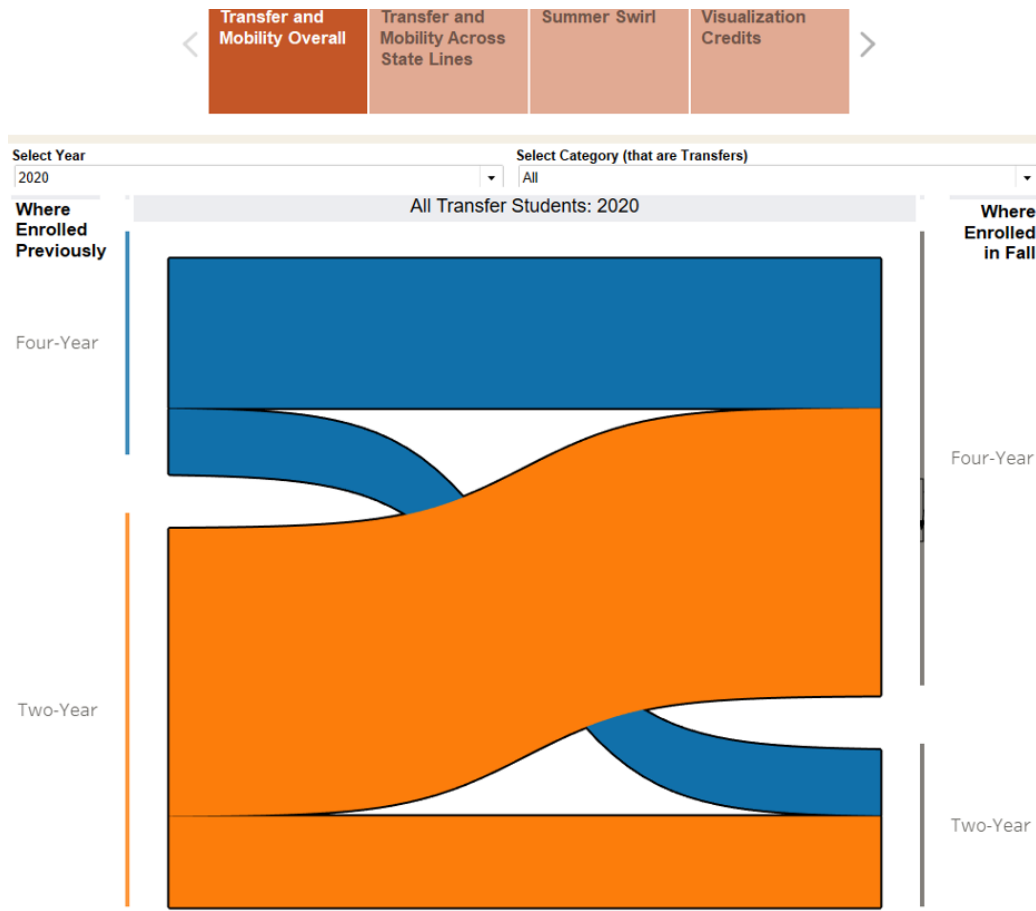 Transfer and
Mobility Overall
Transfer and
Mobility Across
State Lines
Summer Swirl
Visualization
Credits
Select Year
2020
Select Category (that are Transfers)
All
All Transfer Students: 2020
Where
Enrolled
Previously
Where
Enrolled
in Fall
Four-Year
Four-Year
Two-Year
Two-Year